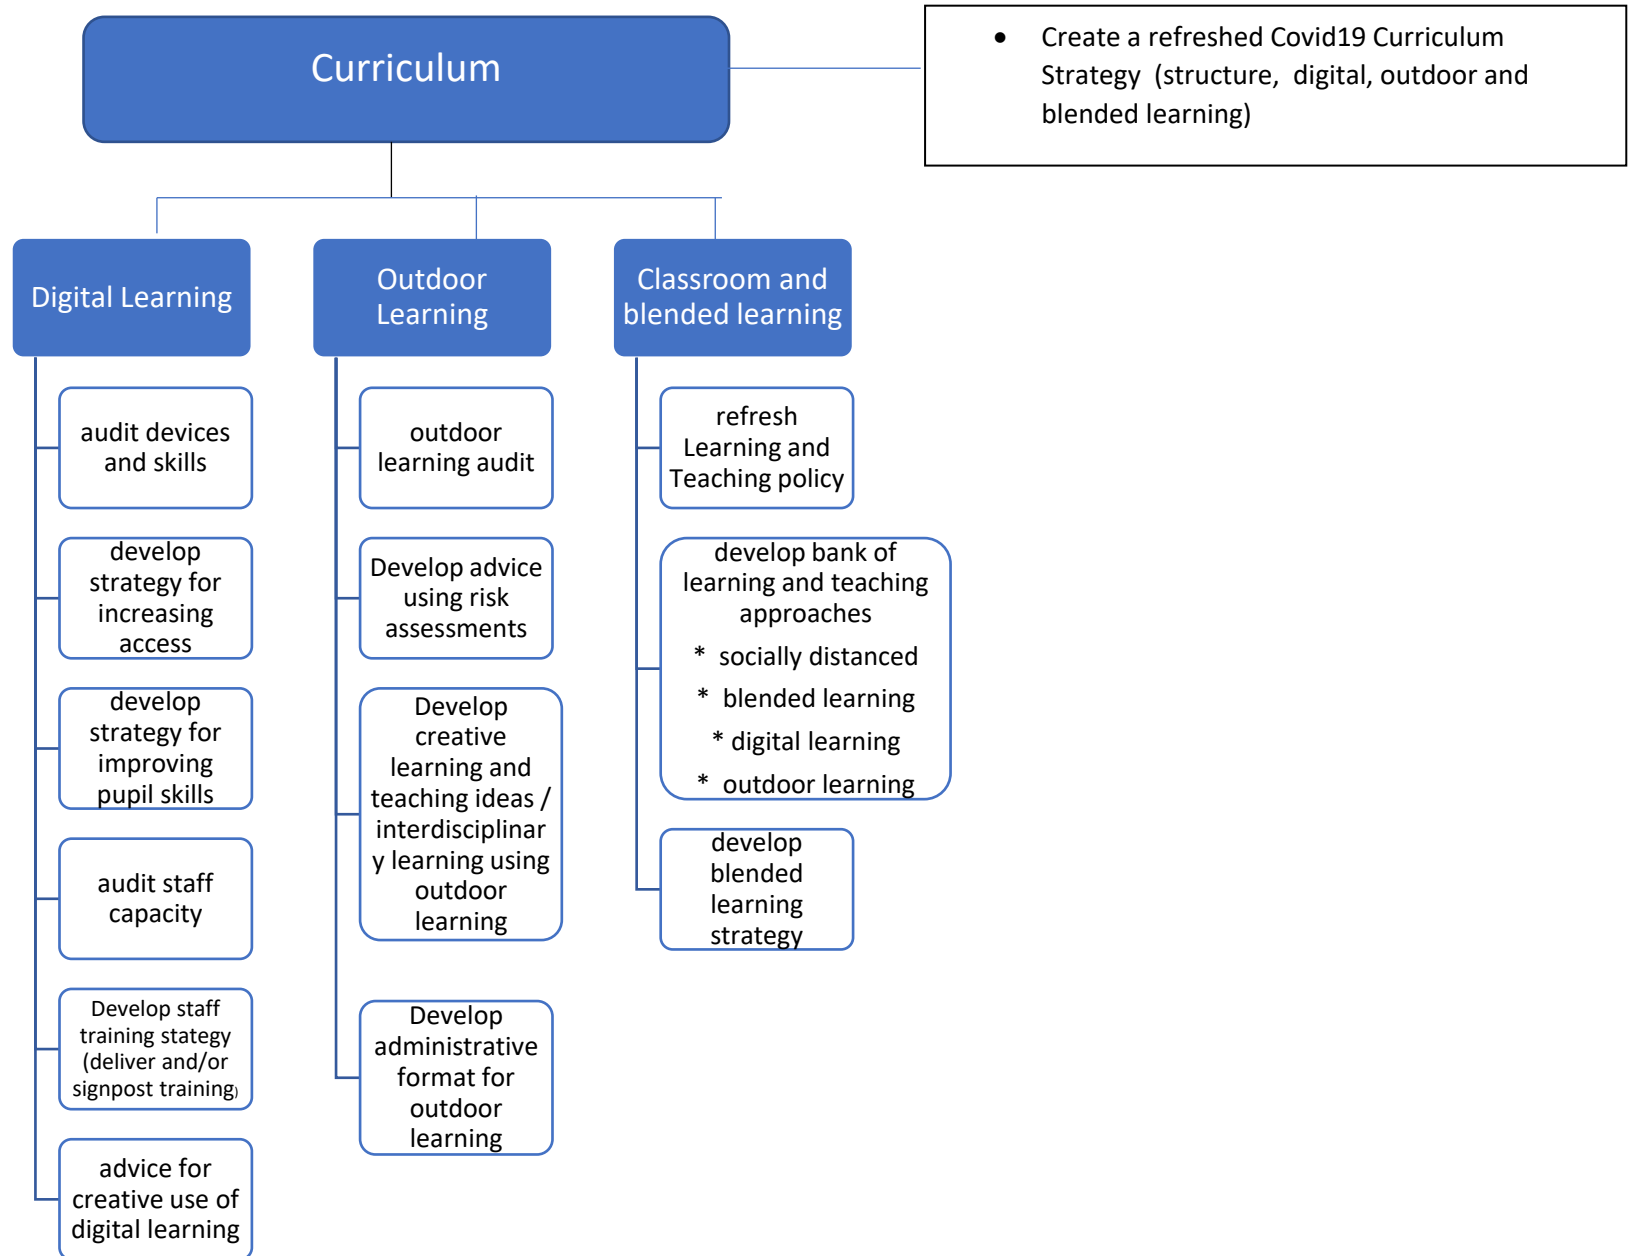 Curriculum
• Create a refreshed Covid19 Curriculum
Strategy (structure, digital, outdoor and
blended learning)
Digital Learning
audit devices
and skills
develop
strategy for
increasing
access
develop
strategy for
improving
pupil skills
audit staff
capacity
Develop staff
training stategy
(deliver and/or
signpost training)
advice for
creative use of
digital learning
Outdoor
Learning
outdoor
learning audit
Develop advice
using risk
assessments
Develop
creative
learning and
teaching ideas /
interdisciplinar
y learning using
outdoor
learning
Develop
administrative
format for
outdoor
learning
Classroom and
blended learning
refresh
Learning and
Teaching policy
develop bank of
learning and teaching
approaches
* socially distanced
* blended learning
* digital learning
* outdoor learning
develop
blended
learning
strategy